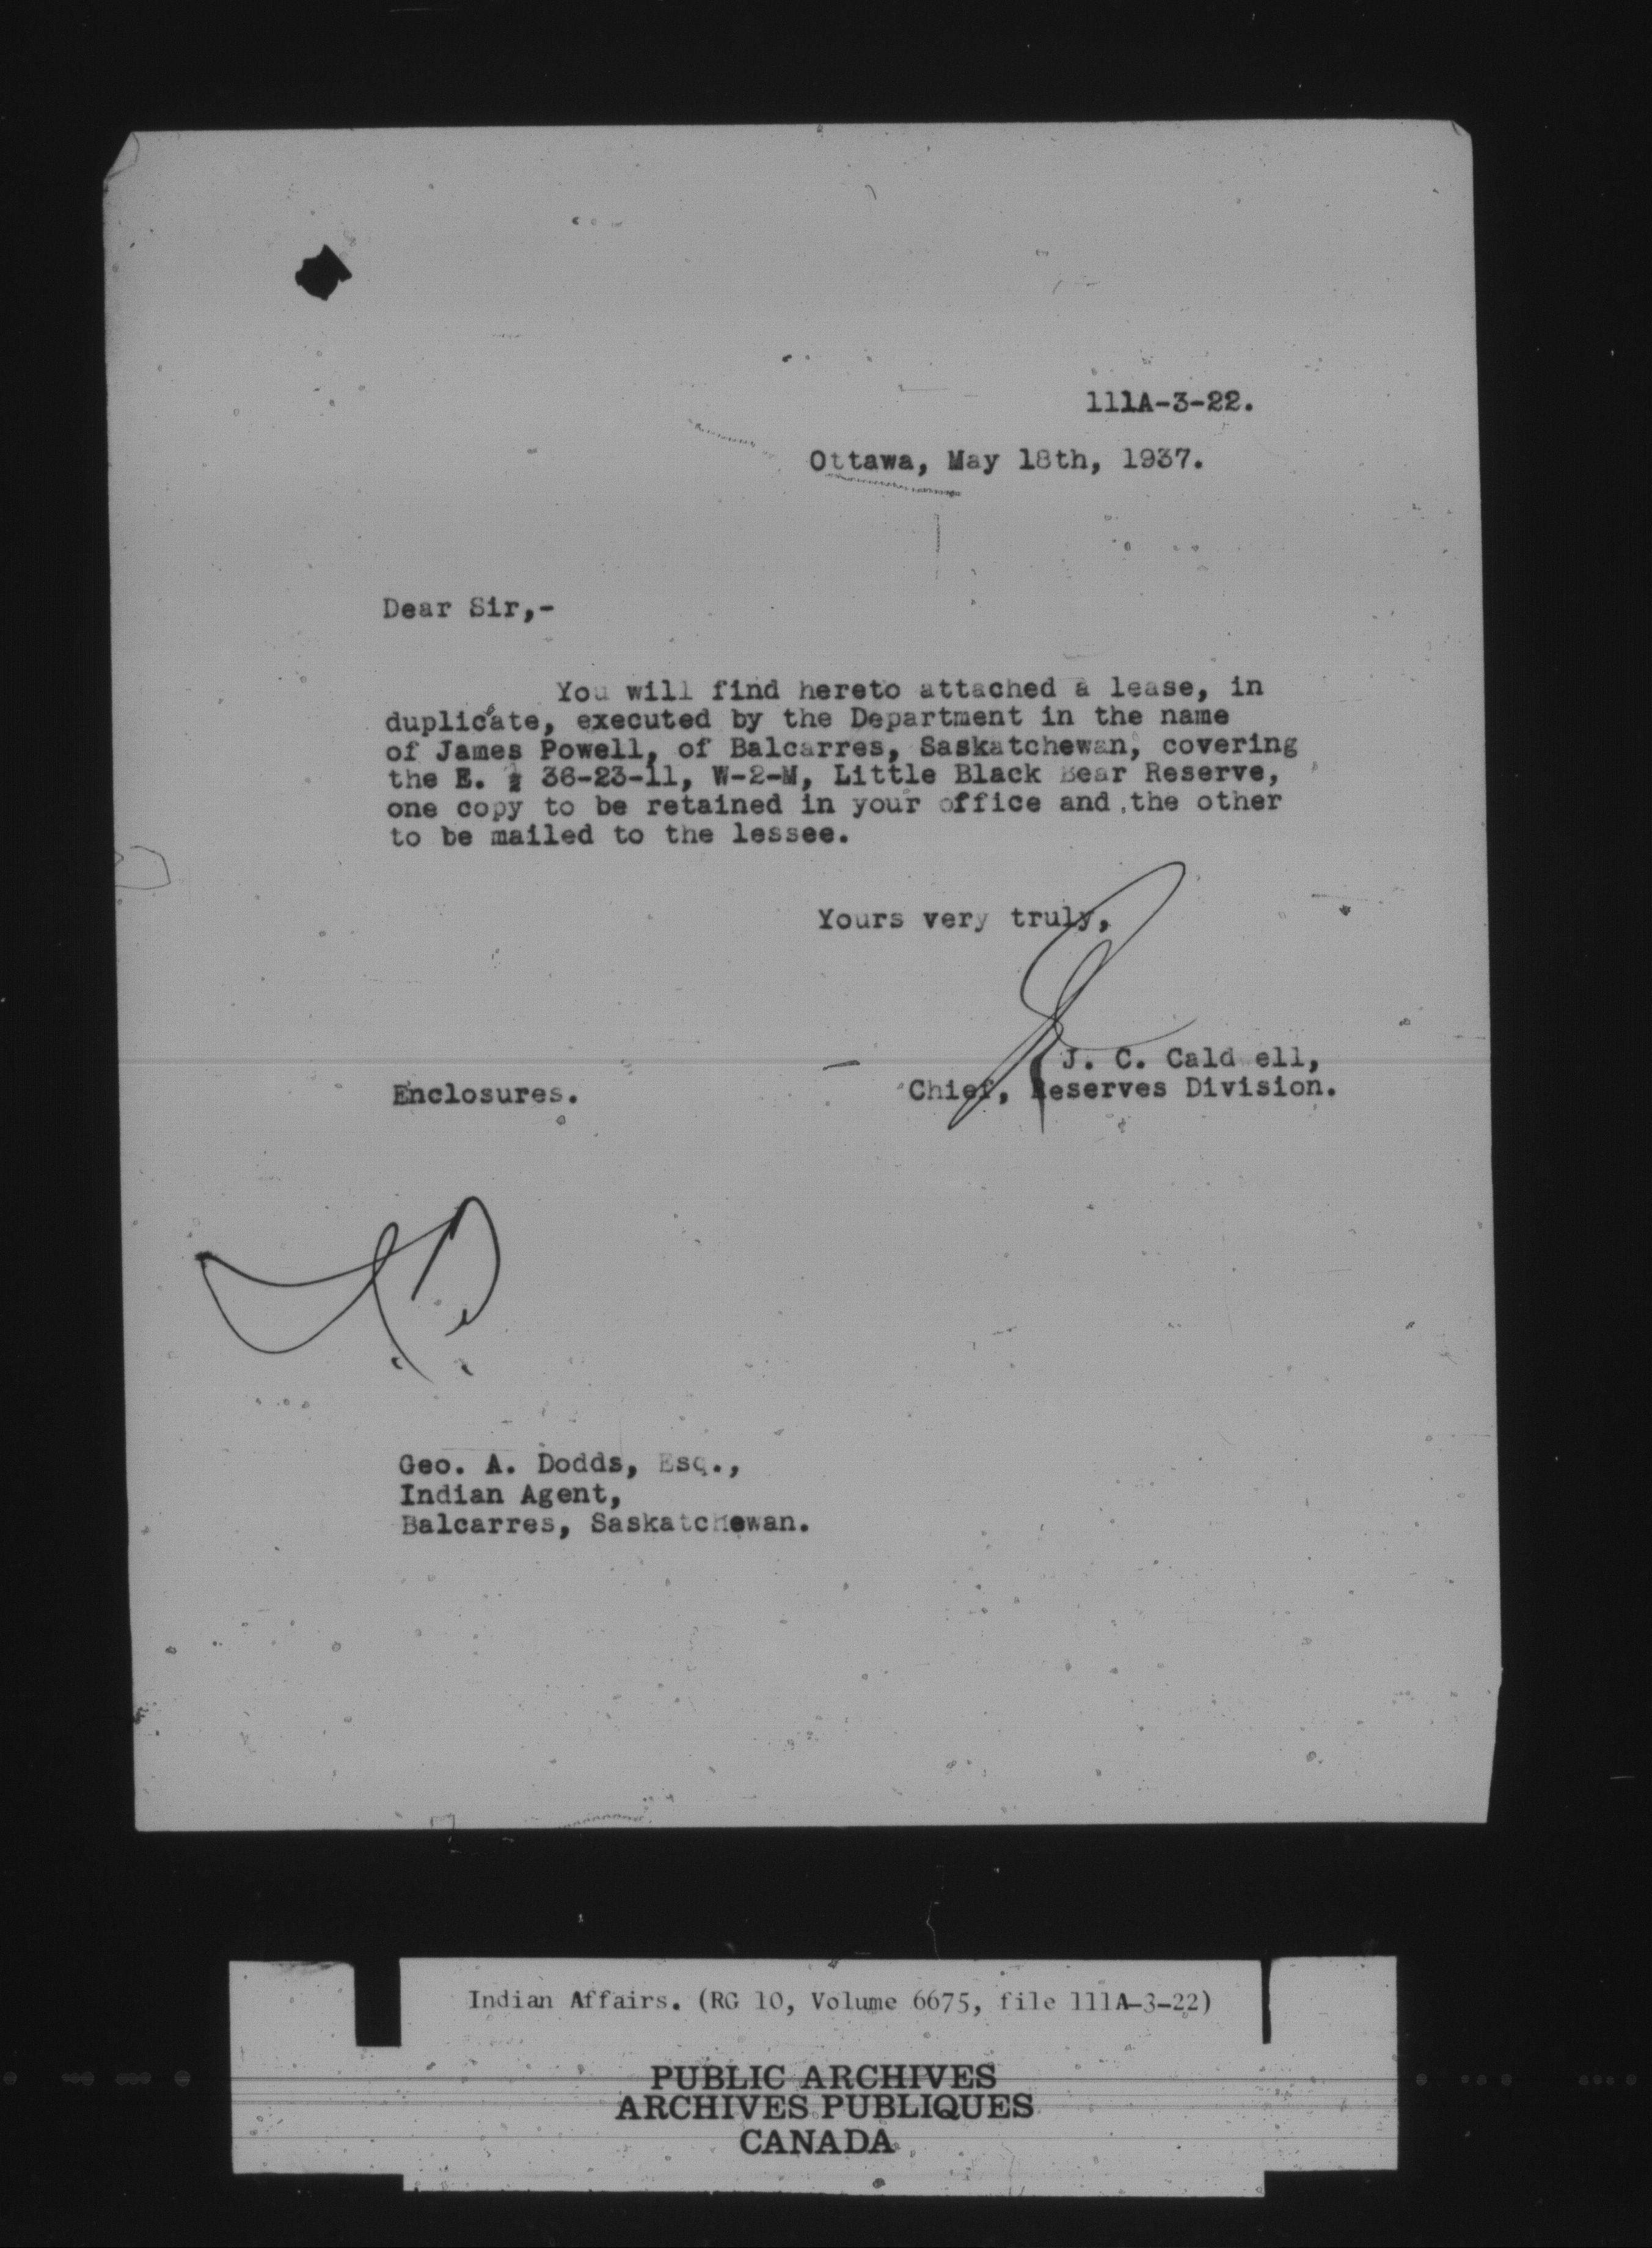 111A-3-22.
Ottawa, May 18th, 1937.
Dear Sir,-
You will find hereto attached a lease, in
duplicate, executed by the Department in the name
of James Powell, of Balcarres, Saskatchewan, covering
the E. ½ 36-23-11, W-2-M, Little Black Bear Reserve,
one copy to be retained in your office and the other
to be mailed to the lessee.
Yours very truly,
J. C. Caldwell,
Chief, Reserves Division.
Enclosures.
Geo. A. Dodds, Esq.,
Indian Agent,
Balcarres, Saskatchewan.
Indian Affairs. (RG 10, Volume 6675, file 111A-3-22)
PUBLIC ARCHIVES
ARCHIVES PUBLIQUES
CANADA